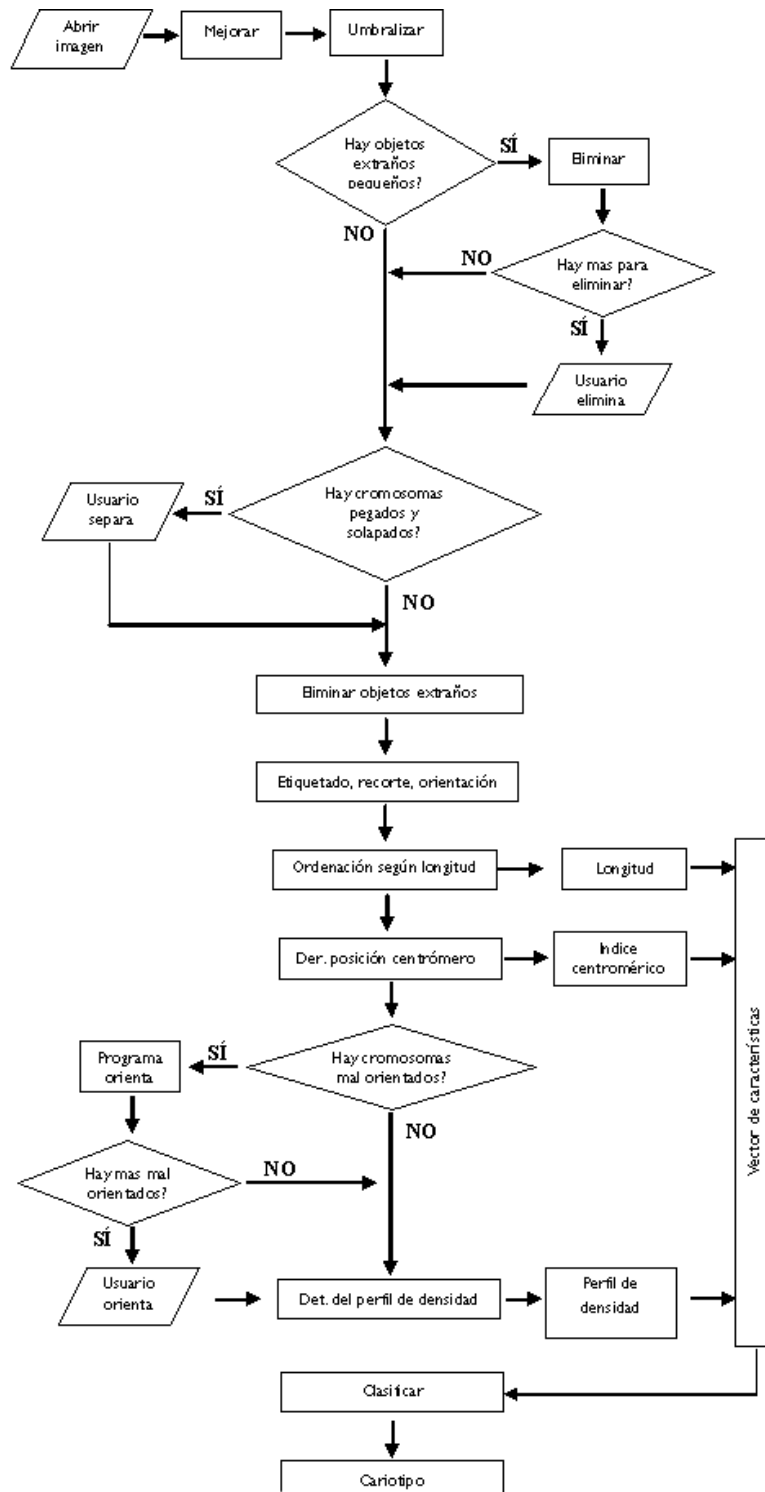 Abrir
imagen
Mejorar
Umbralizar
Hay objetos
extraños
pequeños?
SÍ
Eliminar
NO
Hay mas para
eliminar?
NO
SÍ
Usuario
elimina
Hay cromosomas
pegados y
solapados?
SÍ
Usuario
separa
NO
Eliminar objetos extraños
Etiquetado, recorte, orientación
Ordenación según longitud
Longitud
Der. posición centrómero
Indice
centromérico
Vector de características
Hay cromosomas
mal orientados?
SÍ
Programa
orienta
NO
Hay mas mal
orientados?
NO
SÍ
Usuario
orienta
Det. del perfil de densidad
Perfil de
densidad
Clasificar
Cariotipo